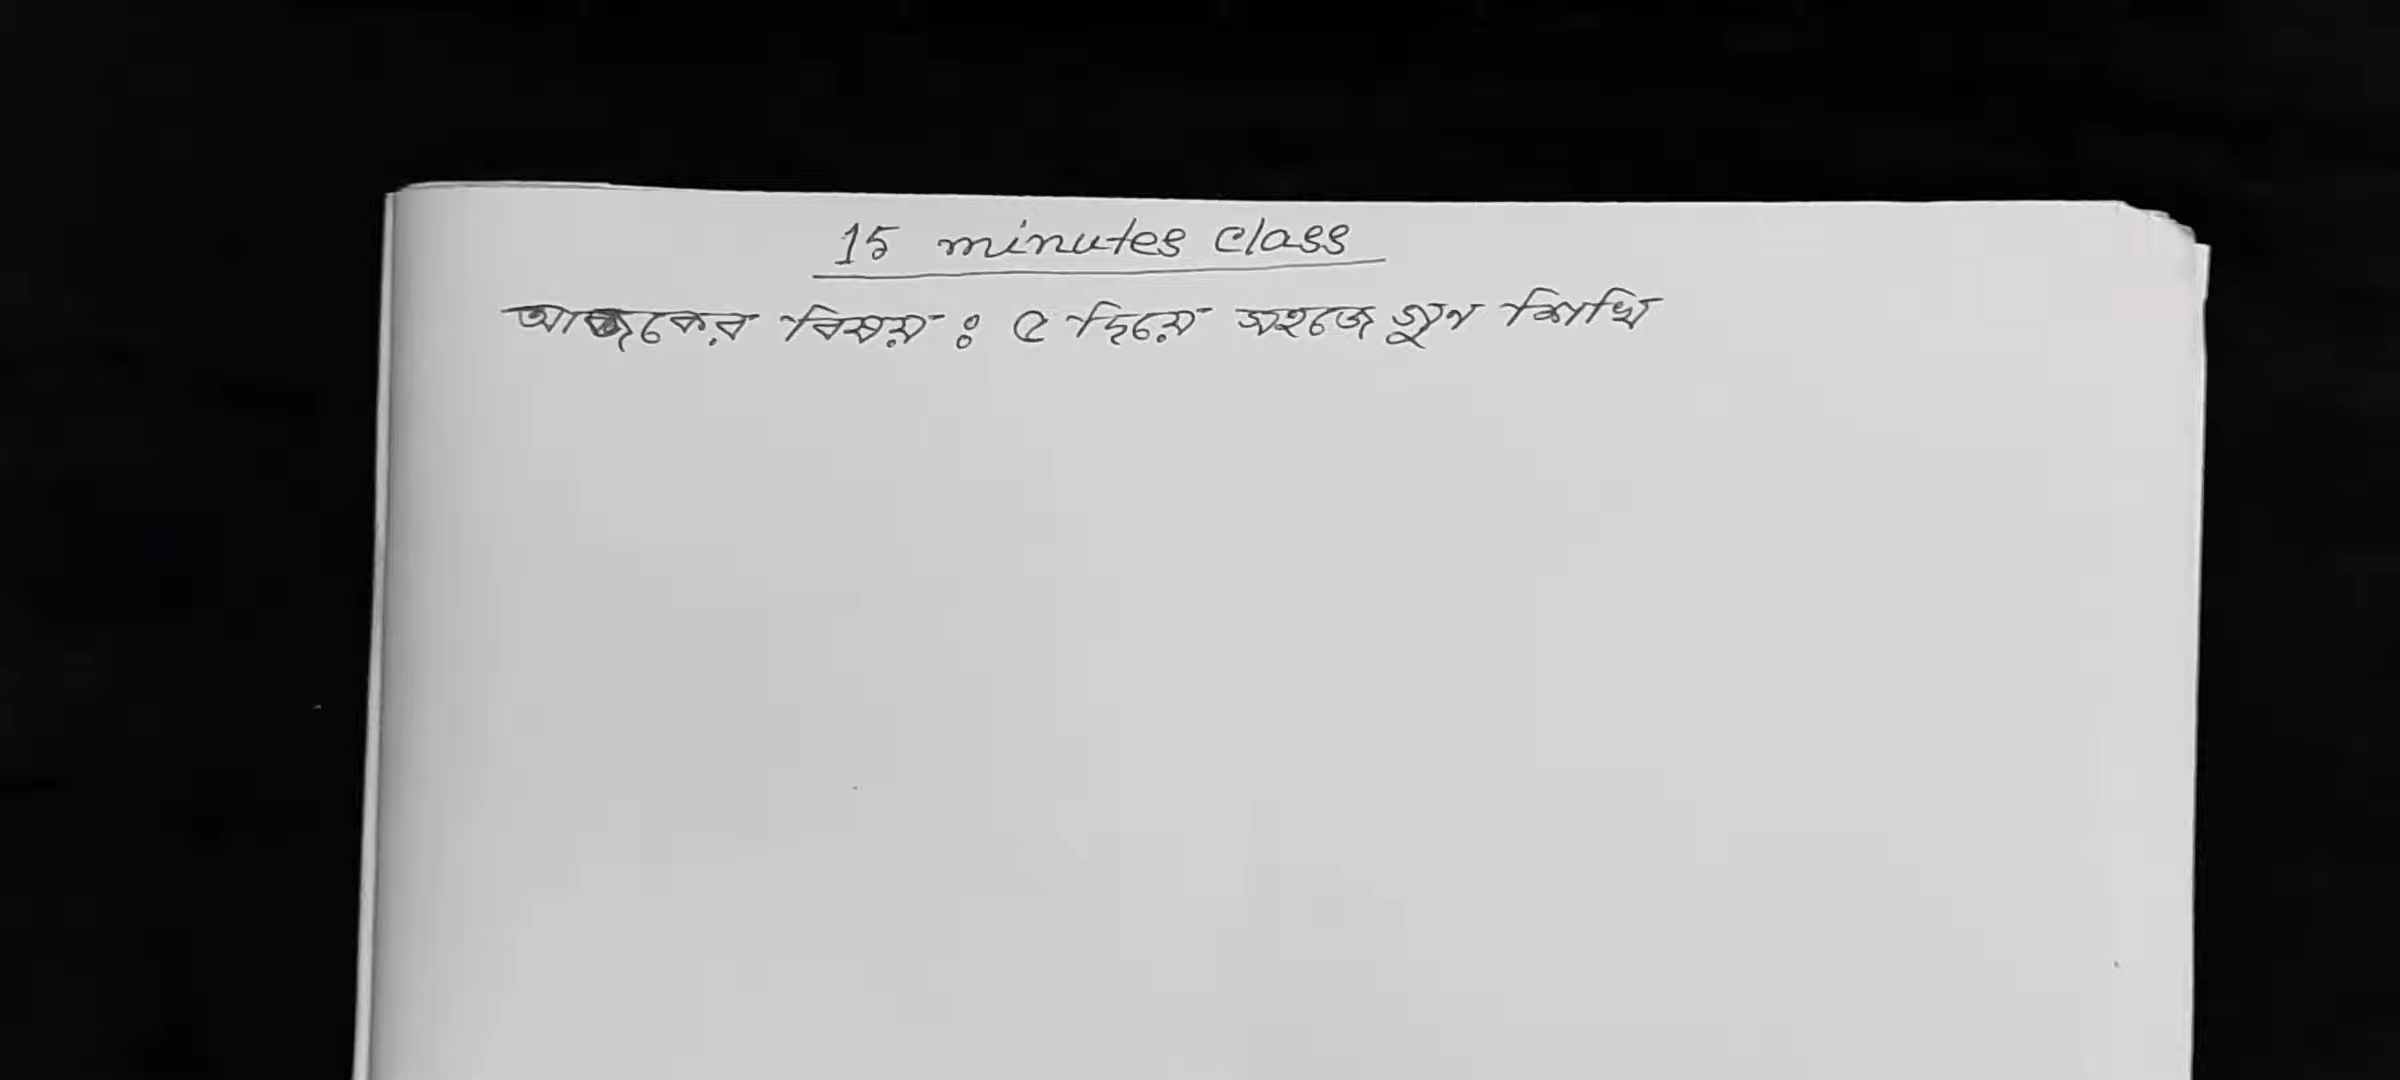 15 minutes class
আজকের বিষয় : ৫ দিয়ে সহজে গুন শিখি